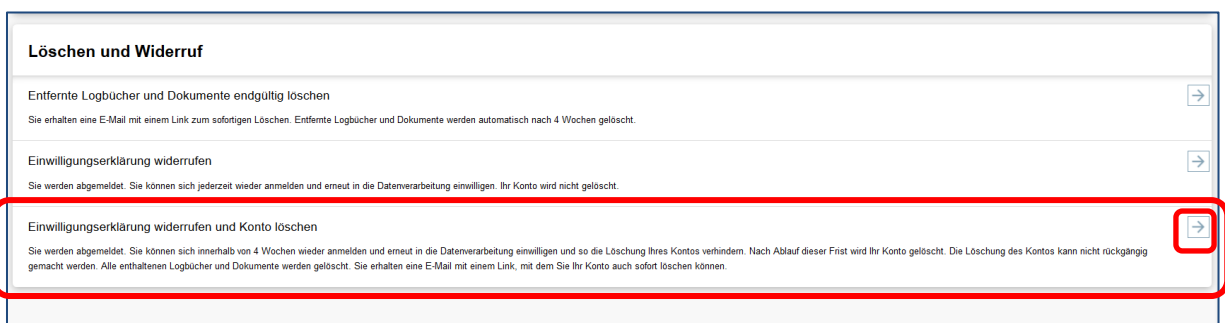 Löschen und Widerruf
Entfernte Logbücher und Dokumente endgültig löschen
Sie erhalten eine E-Mail mit einem Link zum sofortigen Löschen. Entfernte Logbücher und Dokumente werden automatisch nach 4 Wochen gelöscht.
Einwilligungserklärung widerrufen
Sie werden abgemeldet. Sie können sich jederzeit wieder anmelden und erneut in die Datenverarbeitung einwilligen. Ihr Konto wird nicht gelöscht.
Einwilligungserklärung widerrufen und Konto löschen
Sie werden abgemeldet. Sie können sich innerhalb von 4 Wochen wieder anmelden und erneut in die Datenverarbeitung einwilligen und so die Löschung Ihres Kontos verhindern. Nach Ablauf dieser Frist wird Ihr Konto gelöscht. Die Löschung des Kontos kann nicht rückgängig
gemacht werden. Alle enthaltenen Logbücher und Dokumente werden gelöscht. Sie erhalten eine E-Mail mit einem Link, mit dem Sie Ihr Konto auch sofort löschen können.